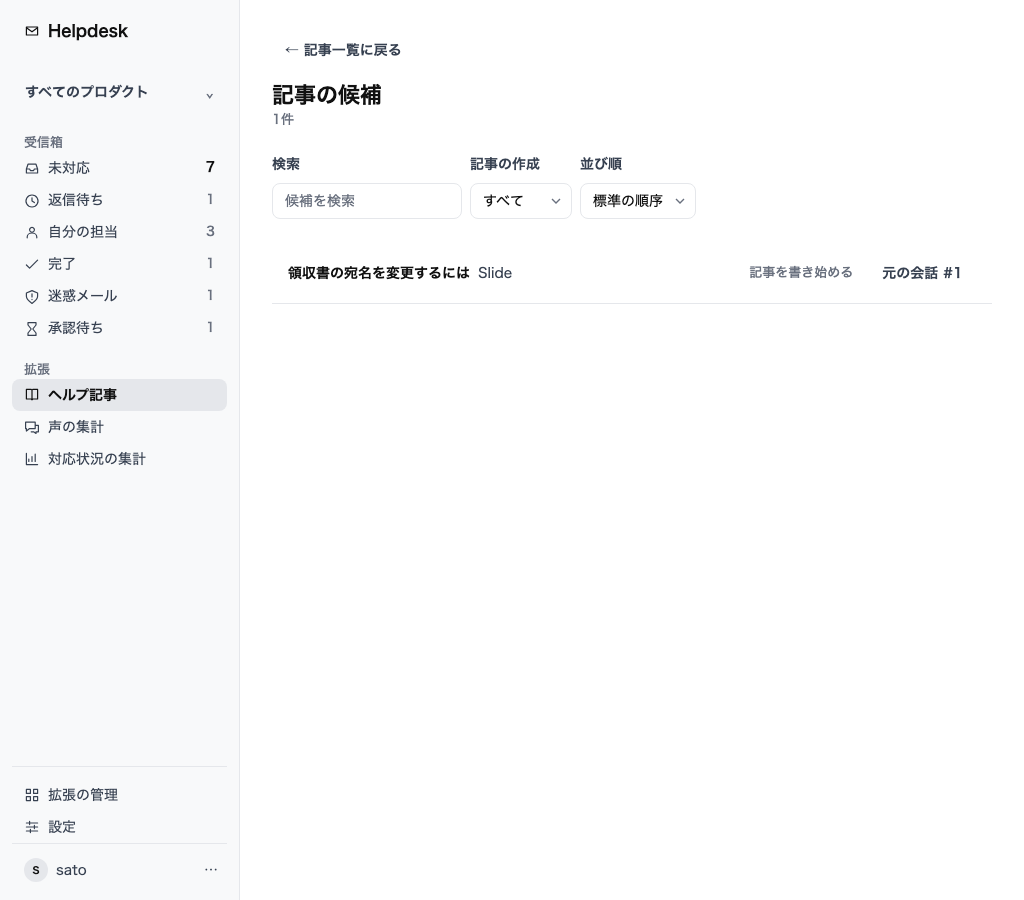 Helpdesk
すべてのプロダクト
受信箱
未対応 7
返信待ち 1
自分の担当 3
完了 1
迷惑メール 1
承認待ち 1
拡張
ヘルプ記事
声の集計
対応状況の集計
拡張の管理
設定
S sato …
← 記事一覧に戻る
記事の候補
1件
検索 記事の作成 並び順
候補を検索 すべて 標準の順序
領収書の宛名を変更するには Slide 記事を書き始める 元の会話 #1